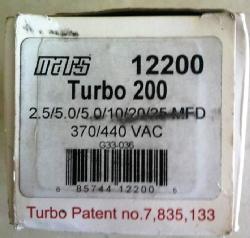 mars 12200
Turbo 200
2.5/5.0/5.0/10/20/25 MFD
370/440 VAC
G33-036
6 85744 12200 5
Turbo Patent no.7,835,133